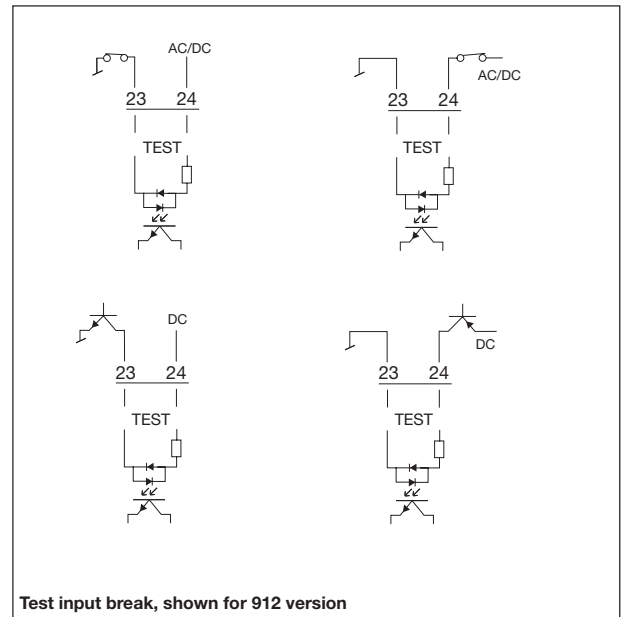 AC/DC
23 24
TEST
AC/DC
23 24
TEST
DC
23 24
TEST
DC
23 24
TEST
Test input break, shown for 912 version